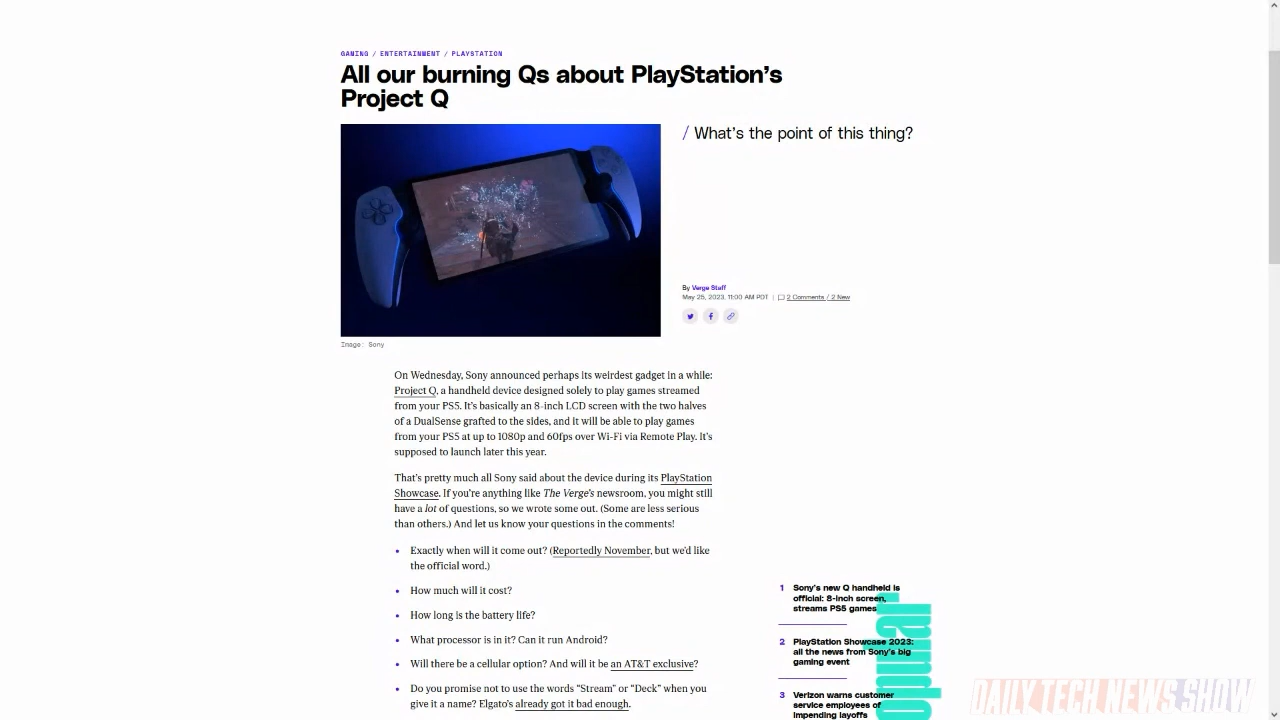 GAMING / ENTERTAINMENT / PLAYSTATION
All our burning Qs about PlayStation's
Project Q
/ What's the point of this thing?
By Verge Staff
May 25, 2023, 11:00 AM PDT | 2 Comments / 2 New
Image: Sony
On Wednesday, Sony announced perhaps its weirdest gadget in a while:
Project Q, a handheld device designed solely to play games streamed
from your PS5. It's basically an 8-inch LCD screen with the two halves
of a DualSense grafted to the sides, and it will be able to play games
from your PS5 at up to 1080p and 60fps over Wi-Fi via Remote Play. It's
supposed to launch later this year.
That's pretty much all Sony said about the device during its PlayStation
Showcase. If you're anything like The Verge's newsroom, you might still
have a lot of questions, so we wrote some out. (Some are less serious
than others.) And let us know your questions in the comments!
• Exactly when will it come out? (Reportedly November, but we'd like
the official word.)
• How much will it cost?
• How long is the battery life?
• What processor is in it? Can it run Android?
• Will there be a cellular option? And will it be an AT&T exclusive?
• Do you promise not to use the words “Stream” or “Deck” when you
give it a name? Elgato's already got it bad enough.
1 Sony's new Q handheld is
official: 8-inch screen,
streams PS5 games
2 PlayStation Showcase 2023:
all the news from Sony's big
gaming event
3 Verizon warns customer
service employees of
impending layoffs
opular
DAILY TECH NEWS SHOW